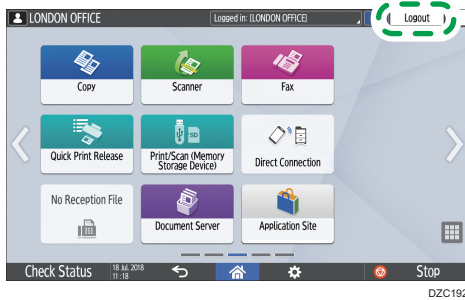 LONDON OFFICE
Logged in: [LONDON OFFICE]
Logout
Copy
Scanner
Fax
Quick Print Release
SD
Print/Scan (Memory
Storage Device)
Direct Connection
No Reception File
Document Server
Application Site
Check Status
18 Jul. 2018
11 : 18
Stop
DZC192